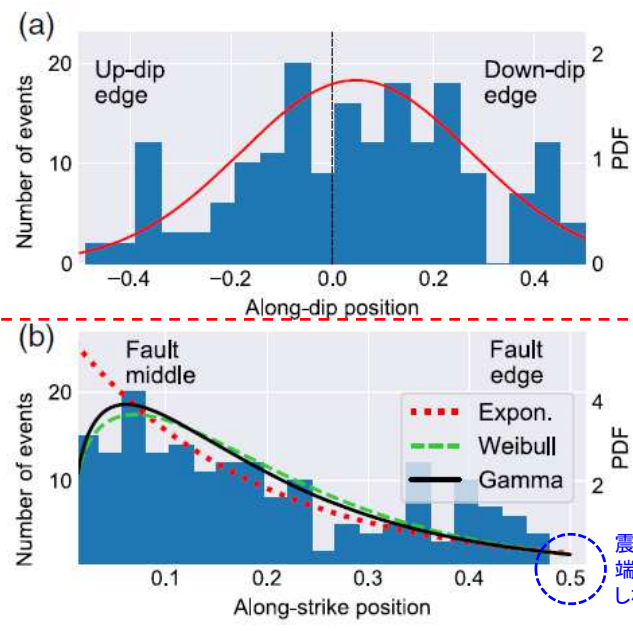 (a)
Up-dip
edge
Down-dip
edge
Number of events
20
10
0
2
1
0
PDF
−0.4 −0.2 0.0 0.2 0.4
Along-dip position
(b)
Fault
middle
Fault
edge
Number of events
20
10
4
2
PDF
Expon.
Weibull
Gamma
0.1 0.2 0.3 0.4 0.5
Along-strike position
震
端